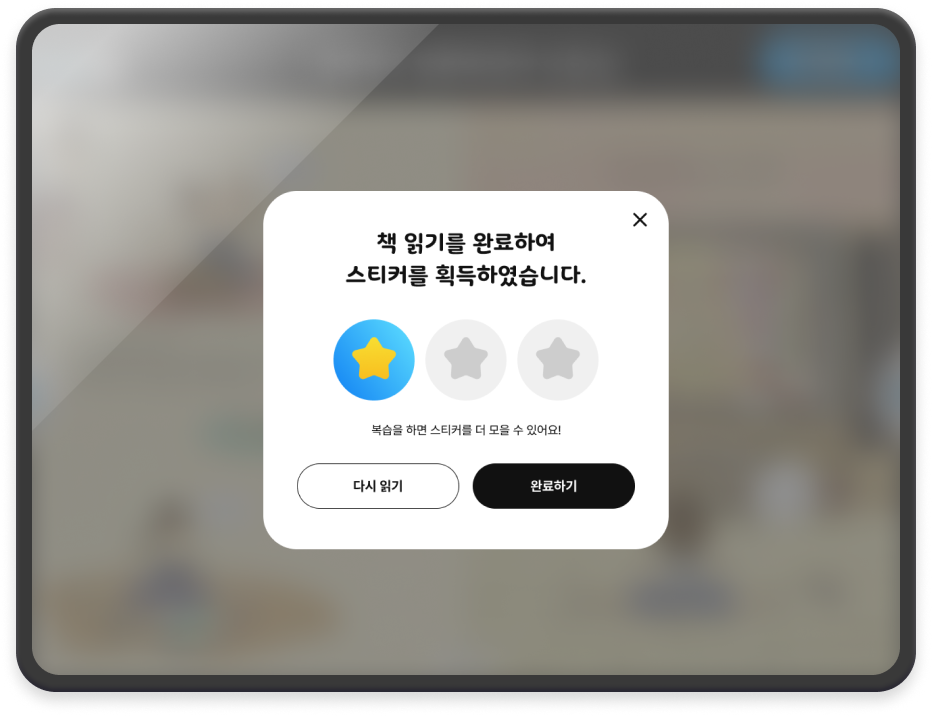 책 읽기를 완료하여
스티커를 획득하였습니다.
복습을 하면 스티커를 더 모을 수 있어요!
다시 읽기
완료하기